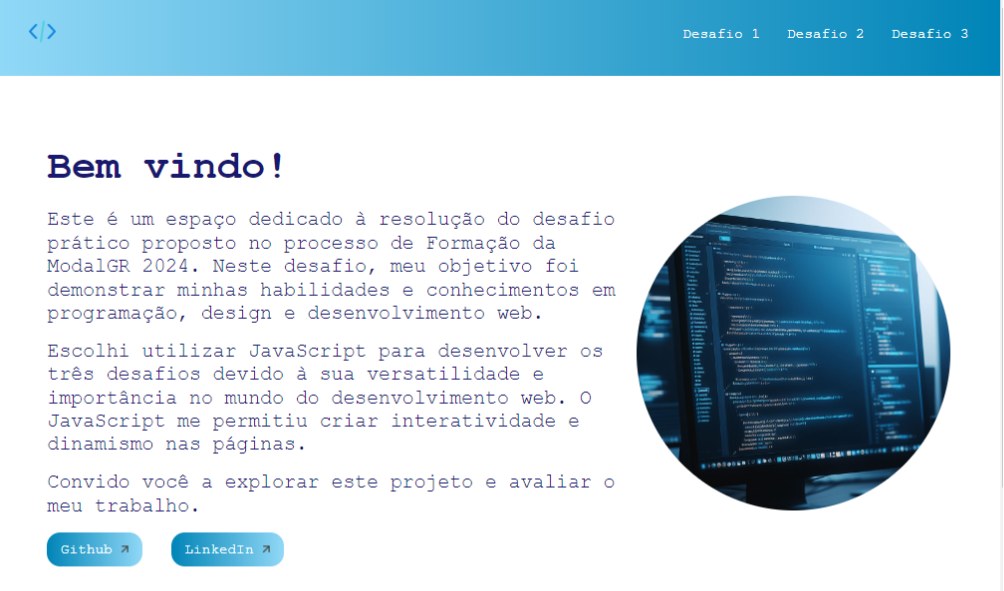 </>
Desafio 1 Desafio 2 Desafio 3
Bem vindo!
Este é um espaço dedicado à resolução do desafio
prático proposto no processo de Formação da
ModalGR 2024. Neste desafio, meu objetivo foi
demonstrar minhas habilidades e conhecimentos em
programação, design e desenvolvimento web.
Escolhi utilizar JavaScript para desenvolver os
três desafios devido à sua versatilidade e
importância no mundo do desenvolvimento web. O
JavaScript me permitiu criar interatividade e
dinamismo nas páginas.
Convido você a explorar este projeto e avaliar o
meu trabalho.
Github LinkedIn